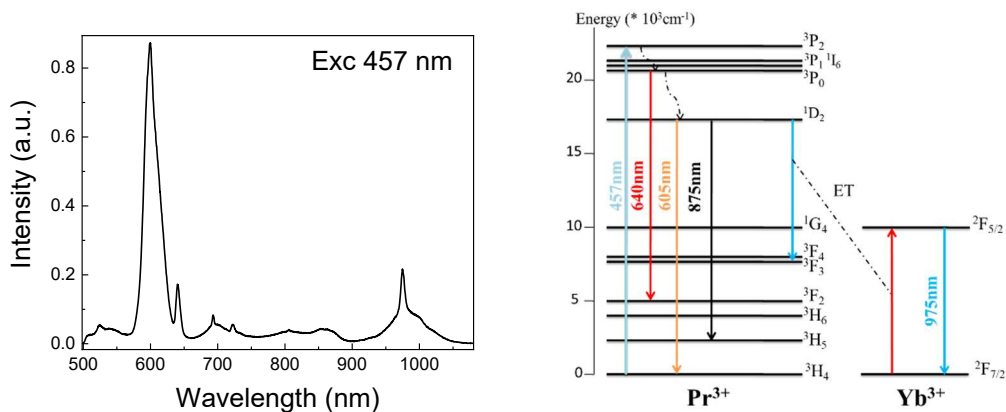 Exc 457 nm
Intensity (a.u.)
0.8
0.6
0.4
0.2
0.0
500 600 700 800 900 1000
Wavelength (nm)
Energy (* 10³cm⁻¹)
20
15
10
5
0
³P₂
³P₁ ¹I₆
³P₀
¹D₂
¹G₄
³F₄
³F₃
³F₂
³H₆
³H₅
³H₄
457nm
640nm
605nm
875nm
ET
²F₅/₂
975nm
²F₇/₂
Pr³⁺
Yb³⁺